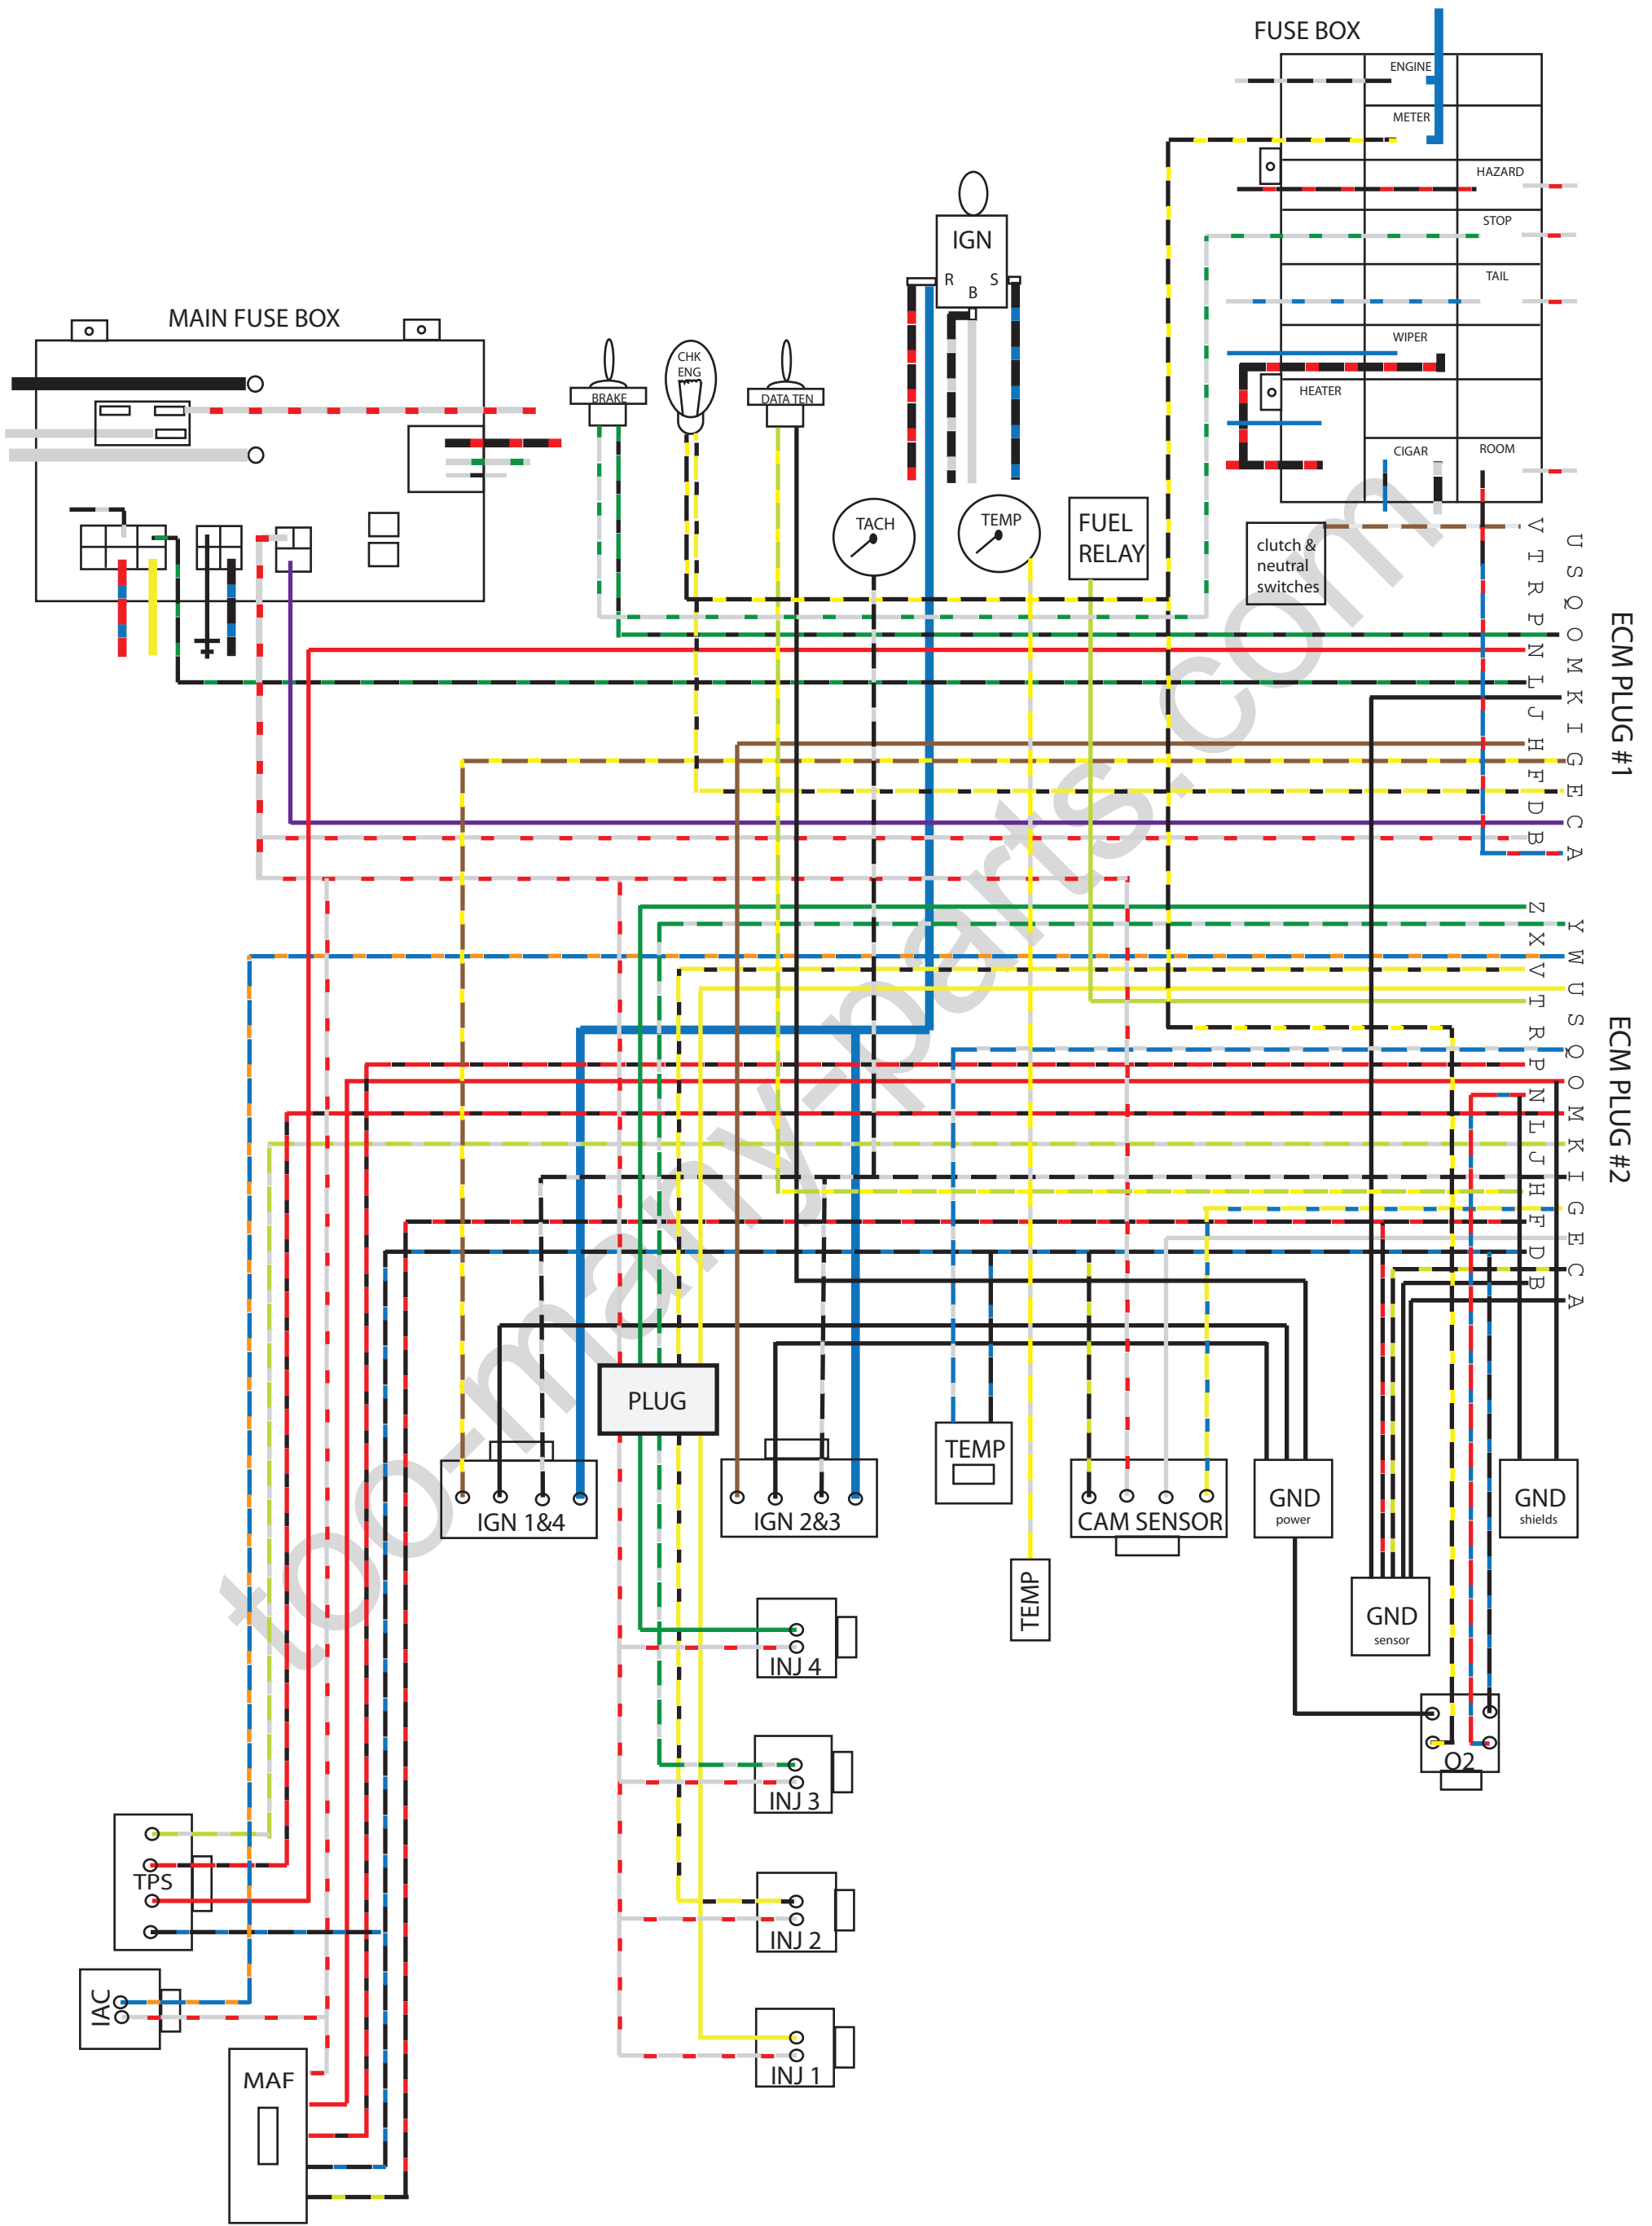 FUSE BOX
ENGINE
METER
HAZARD
STOP
TAIL
WIPER
HEATER
CIGAR
ROOM
IGN
R
S
B
MAIN FUSE BOX
BRAKE
CHK
ENG
DATA TEN
TACH
TEMP
FUEL
RELAY
clutch &
neutral
switches
V T R P N L J H F D B
U S Q O M K I G E C A
ECM PLUG #1
Z X V T R P N L J H F D B
Y W U S Q O M K I G E C A
ECM PLUG #2
PLUG
IGN 1&4
IGN 2&3
TEMP
CAM SENSOR
GND
power
GND
shields
TEMP
GND
sensor
INJ 4
INJ 3
O2
TPS
INJ 2
IAC
INJ 1
MAF
too-many-parts.com